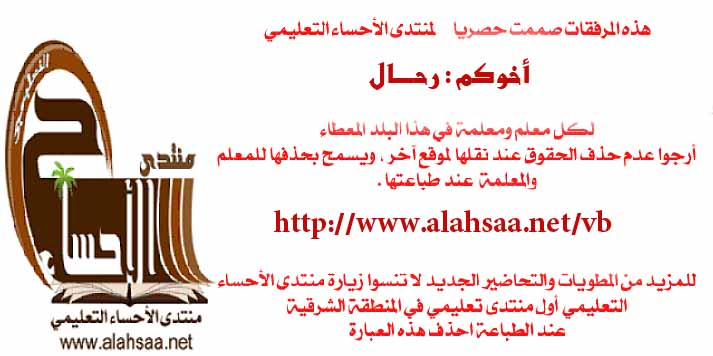 هذه المرفقات صممت حصريا لمنتدى الأحساء التعليمي
أخوكم : رحـــال
لكل معلم ومعلمة في هذا البلد المعطاء
أرجوا عدم حذف الحقوق عند نقلها لموقع آخر ، ويسمح بحذفها للمعلم
والمعلمة عند طباعتها .
http://www.alahsaa.net/vb
للمزيد من المطويات والتحاضير الجديد لا تنسوا زيارة منتدى الأحساء
التعليمي أول منتدى تعليمي في المنطقة الشرقية
عند الطباعة احذف هذه العبارة
التعليمي
منتدى
الأحساء
منتدى الأحساء التعليمي
www.alahsaa.net